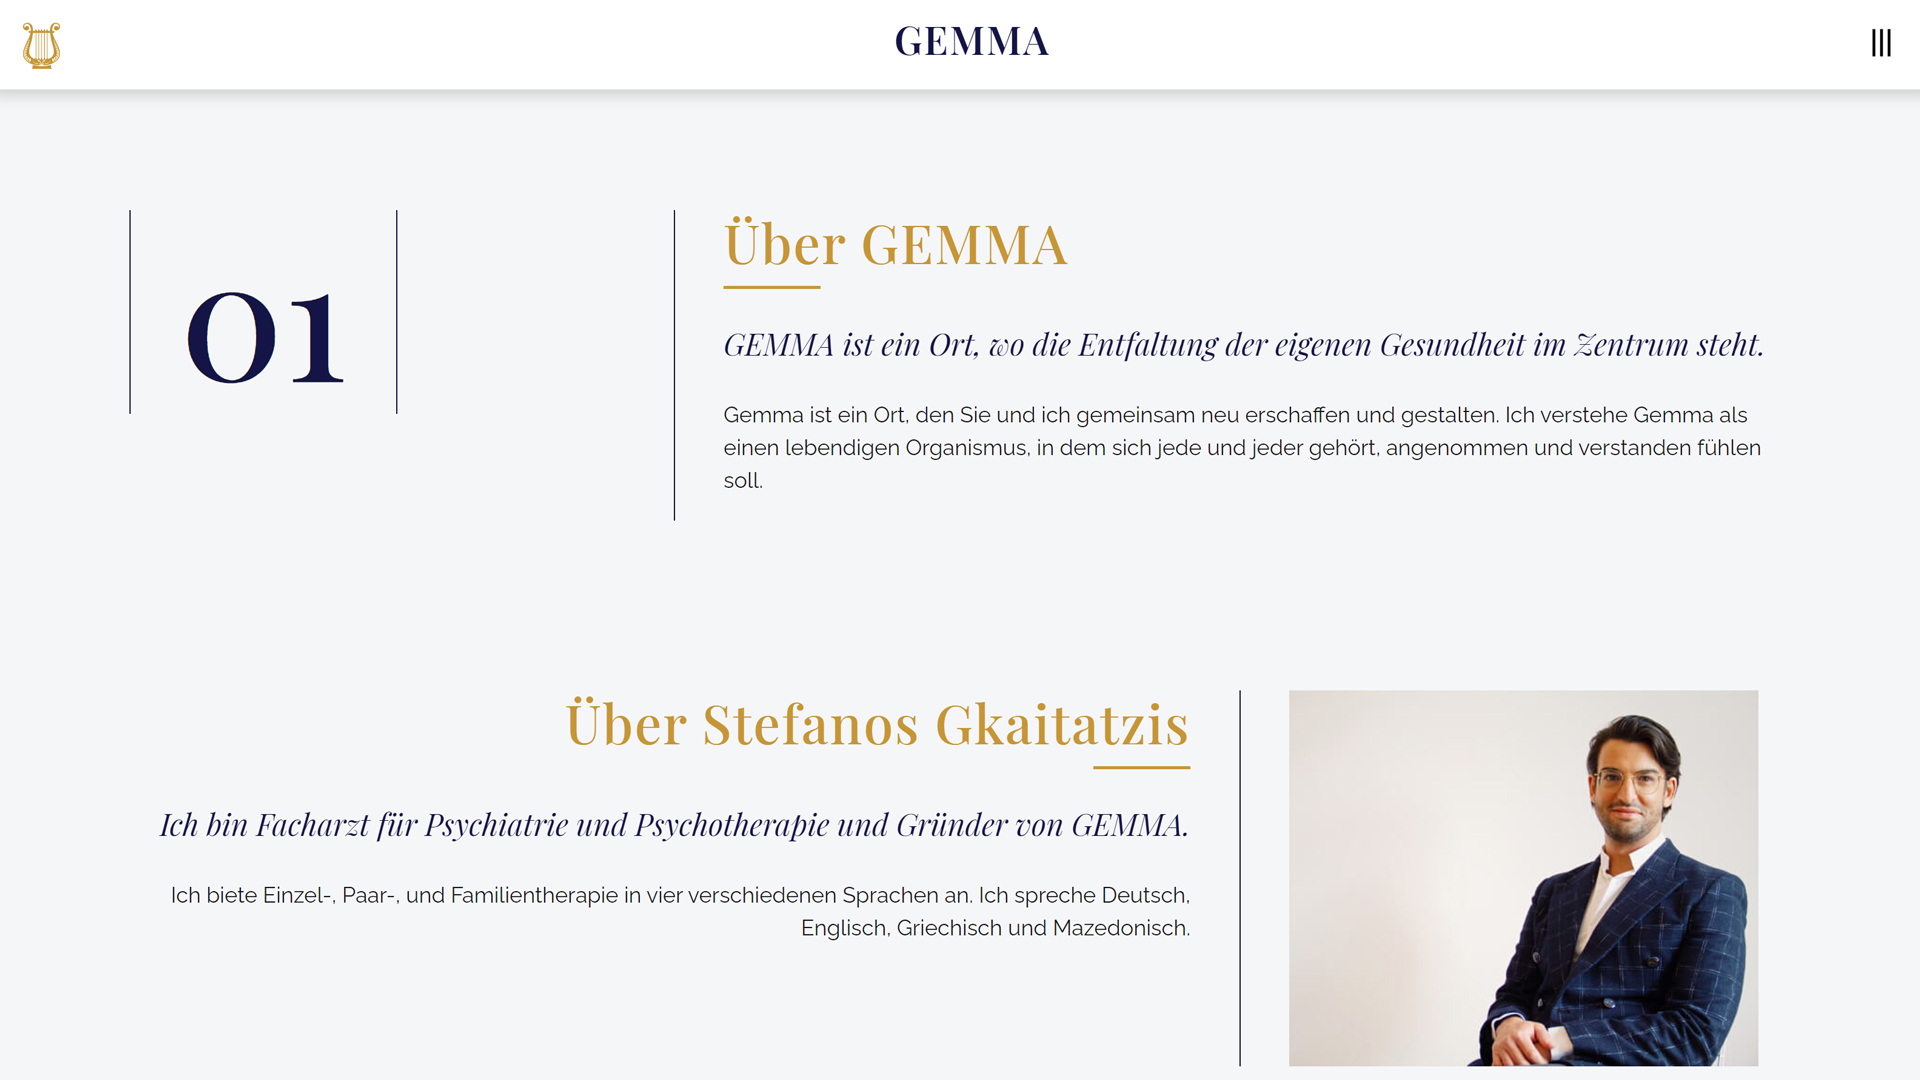 GEMMA
01
Über GEMMA
GEMMA ist ein Ort, wo die Entfaltung der eigenen Gesundheit im Zentrum steht.
Gemma ist ein Ort, den Sie und ich gemeinsam neu erschaffen und gestalten. Ich verstehe Gemma als
einen lebendigen Organismus, in dem sich jede und jeder gehört, angenommen und verstanden fühlen
soll.
Über Stefanos Gkaitatzis
Ich bin Facharzt für Psychiatrie und Psychotherapie und Gründer von GEMMA.
Ich biete Einzel-, Paar-, und Familientherapie in vier verschiedenen Sprachen an. Ich spreche Deutsch,
Englisch, Griechisch und Mazedonisch.